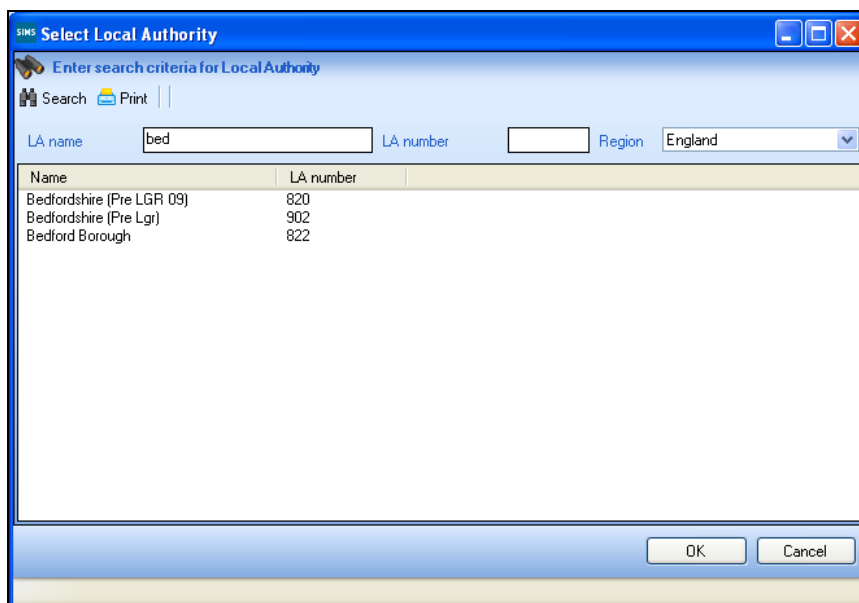 SIMS Select Local Authority
Enter search criteria for Local Authority
Search Print
LA name bed LA number Region England
Name LA number
Bedfordshire (Pre LGR 09) 820
Bedfordshire (Pre Lgr) 902
Bedford Borough 822
OK Cancel